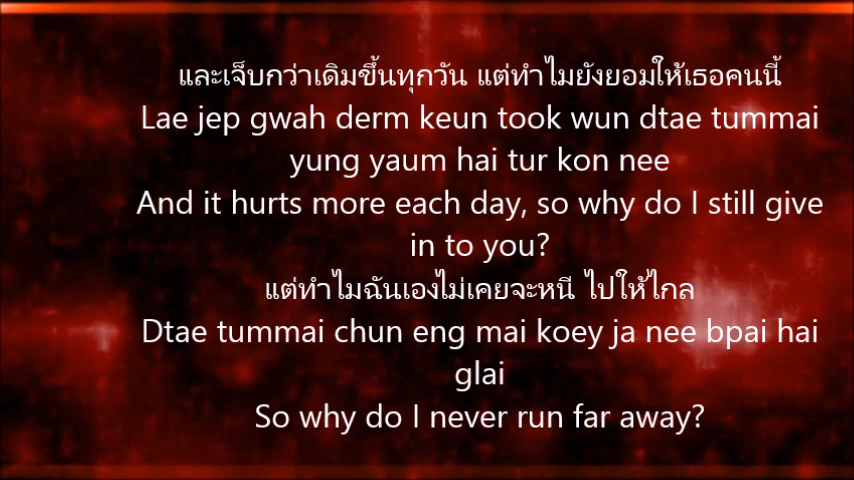 และเจ็บกว่าเดิมขึ้นทุกวัน แต่ทำไมยังยอมให้เธอคนนี้
Lae jep gwah derm keun took wun dtae tummai
yung yaum hai tur kon nee
And it hurts more each day, so why do I still give
in to you?
แต่ทำไมฉันเองไม่เคยจะหนี ไปให้ไกล
Dtae tummai chun eng mai koey ja nee bpai hai
glai
So why do I never run far away?